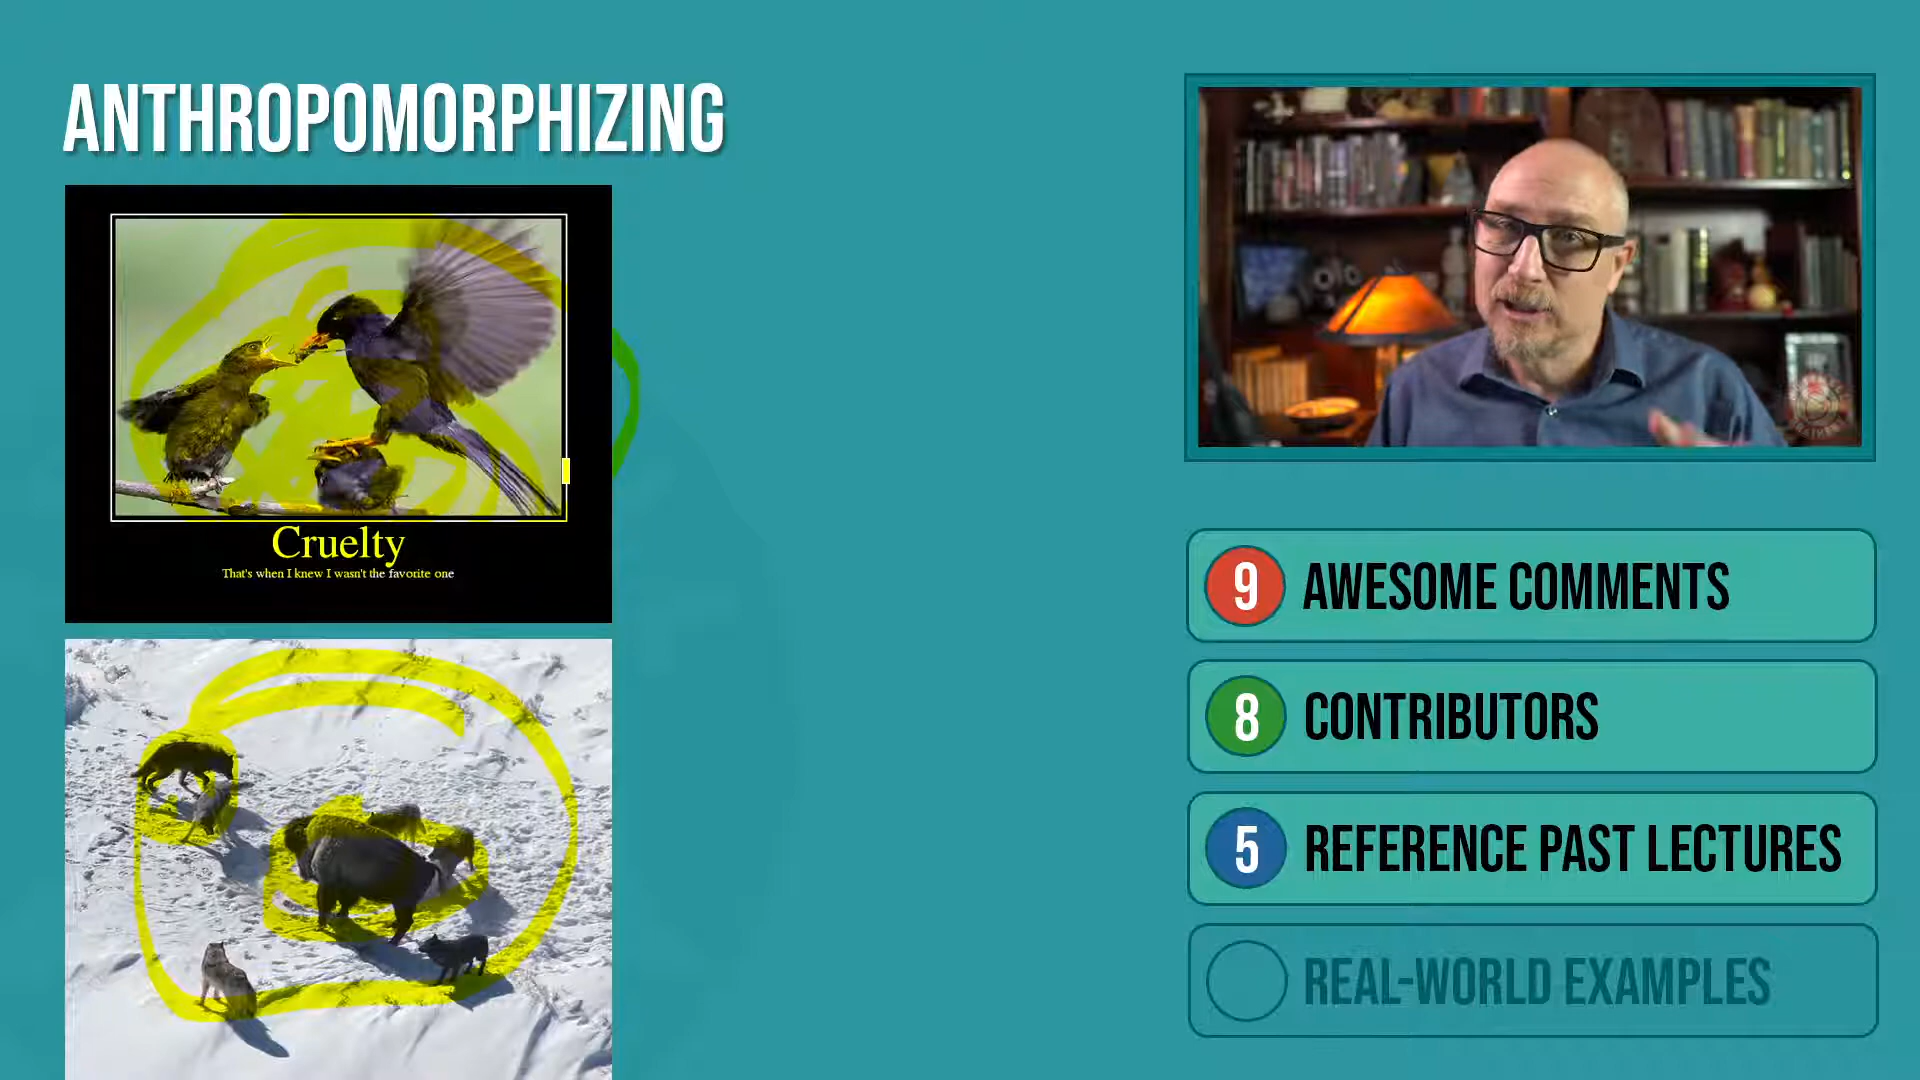 ANTHROPOMORPHIZING
Cruelty
That's when I knew I wasn't the favorite one
9 AWESOME COMMENTS
8 CONTRIBUTORS
5 REFERENCE PAST LECTURES
REAL-WORLD EXAMPLES